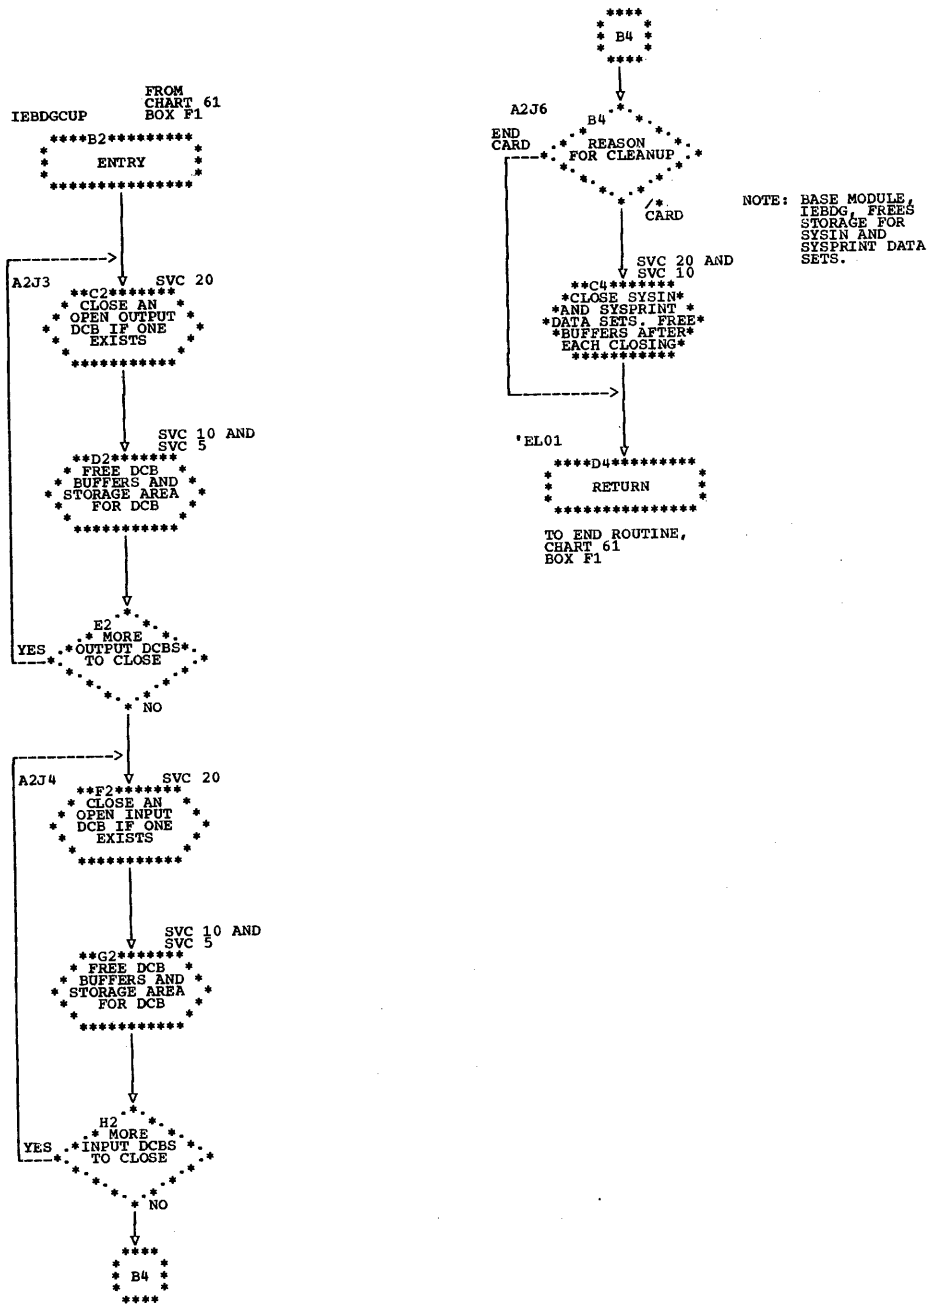 IEBDGCUP
FROM
CHART 61
BOX F1
B2
ENTRY
A2J3
SVC 20
C2
CLOSE AN
OPEN OUTPUT
DCB IF ONE
EXISTS
SVC 10 AND
SVC 5
D2
FREE DCB
BUFFERS AND
STORAGE AREA
FOR DCB
E2
MORE
OUTPUT DCBS
TO CLOSE
YES
NO
A2J4
SVC 20
F2
CLOSE AN
OPEN INPUT
DCB IF ONE
EXISTS
SVC 10 AND
SVC 5
G2
FREE DCB
BUFFERS AND
STORAGE AREA
FOR DCB
H2
MORE
INPUT DCBS
TO CLOSE
YES
NO
B4
B4
A2J6
B4
REASON
FOR CLEANUP
END
CARD
/*
CARD
NOTE: BASE MODULE,
IEBDG, FREES
STORAGE FOR
SYSIN AND
SYSPRINT DATA
SETS.
SVC 20 AND
SVC 10
C4
CLOSE SYSIN
AND SYSPRINT
DATA SETS. FREE
BUFFERS AFTER
EACH CLOSING
'EL01
D4
RETURN
TO END ROUTINE,
CHART 61
BOX F1